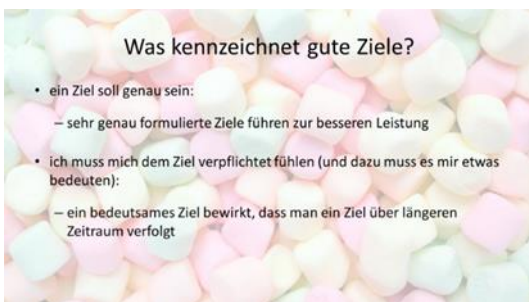 Was kennzeichnet gute Ziele?
• ein Ziel soll genau sein:
– sehr genau formulierte Ziele führen zur besseren Leistung
• ich muss mich dem Ziel verpflichtet fühlen (und dazu muss es mir etwas
bedeuten):
– ein bedeutsames Ziel bewirkt, dass man ein Ziel über längeren
Zeitraum verfolgt